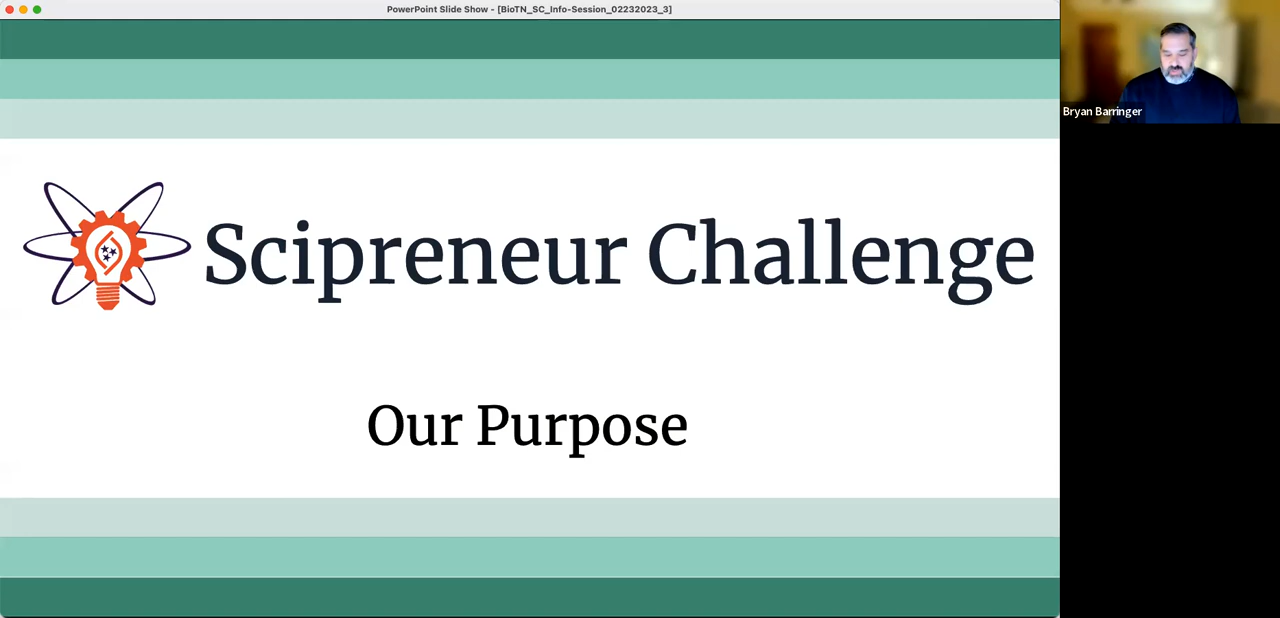 PowerPoint Slide Show - [BioTN_SC_Info-Session_02232023_3]
Bryan Barringer
Scipreneur Challenge
Our Purpose